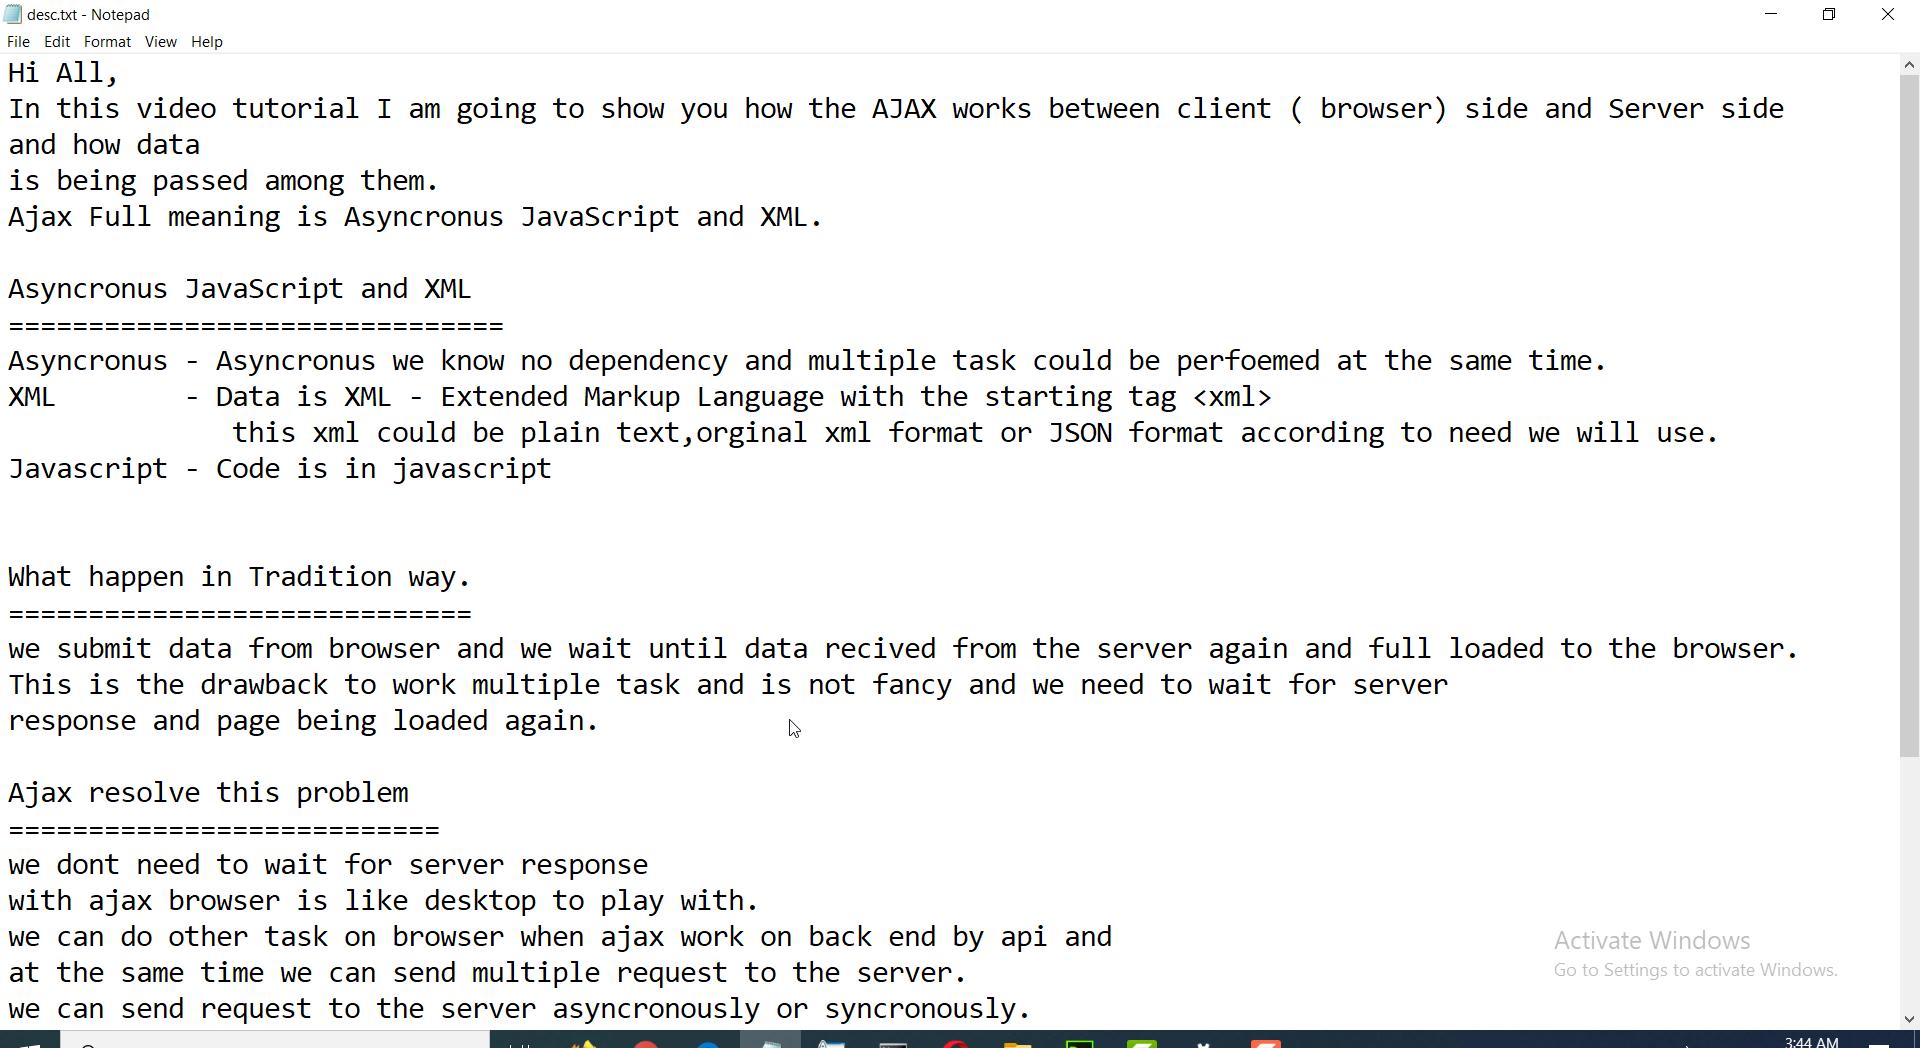 desc.txt - Notepad
File Edit Format View Help
Hi All,
In this video tutorial I am going to show you how the AJAX works between client ( browser) side and Server side
and how data
is being passed among them.
Ajax Full meaning is Asyncronus JavaScript and XML.
Asyncronus JavaScript and XML
===============================
Asyncronus - Asyncronus we know no dependency and multiple task could be perfoemed at the same time.
XML - Data is XML - Extended Markup Language with the starting tag <xml>
this xml could be plain text,orginal xml format or JSON format according to need we will use.
Javascript - Code is in javascript
What happen in Tradition way.
=============================
we submit data from browser and we wait until data recived from the server again and full loaded to the browser.
This is the drawback to work multiple task and is not fancy and we need to wait for server
response and page being loaded again.
Ajax resolve this problem
===========================
we dont need to wait for server response
with ajax browser is like desktop to play with.
we can do other task on browser when ajax work on back end by api and
at the same time we can send multiple request to the server.
we can send request to the server asyncronously or syncronously.
Activate Windows
Go to Settings to activate Windows.
3:44 AM